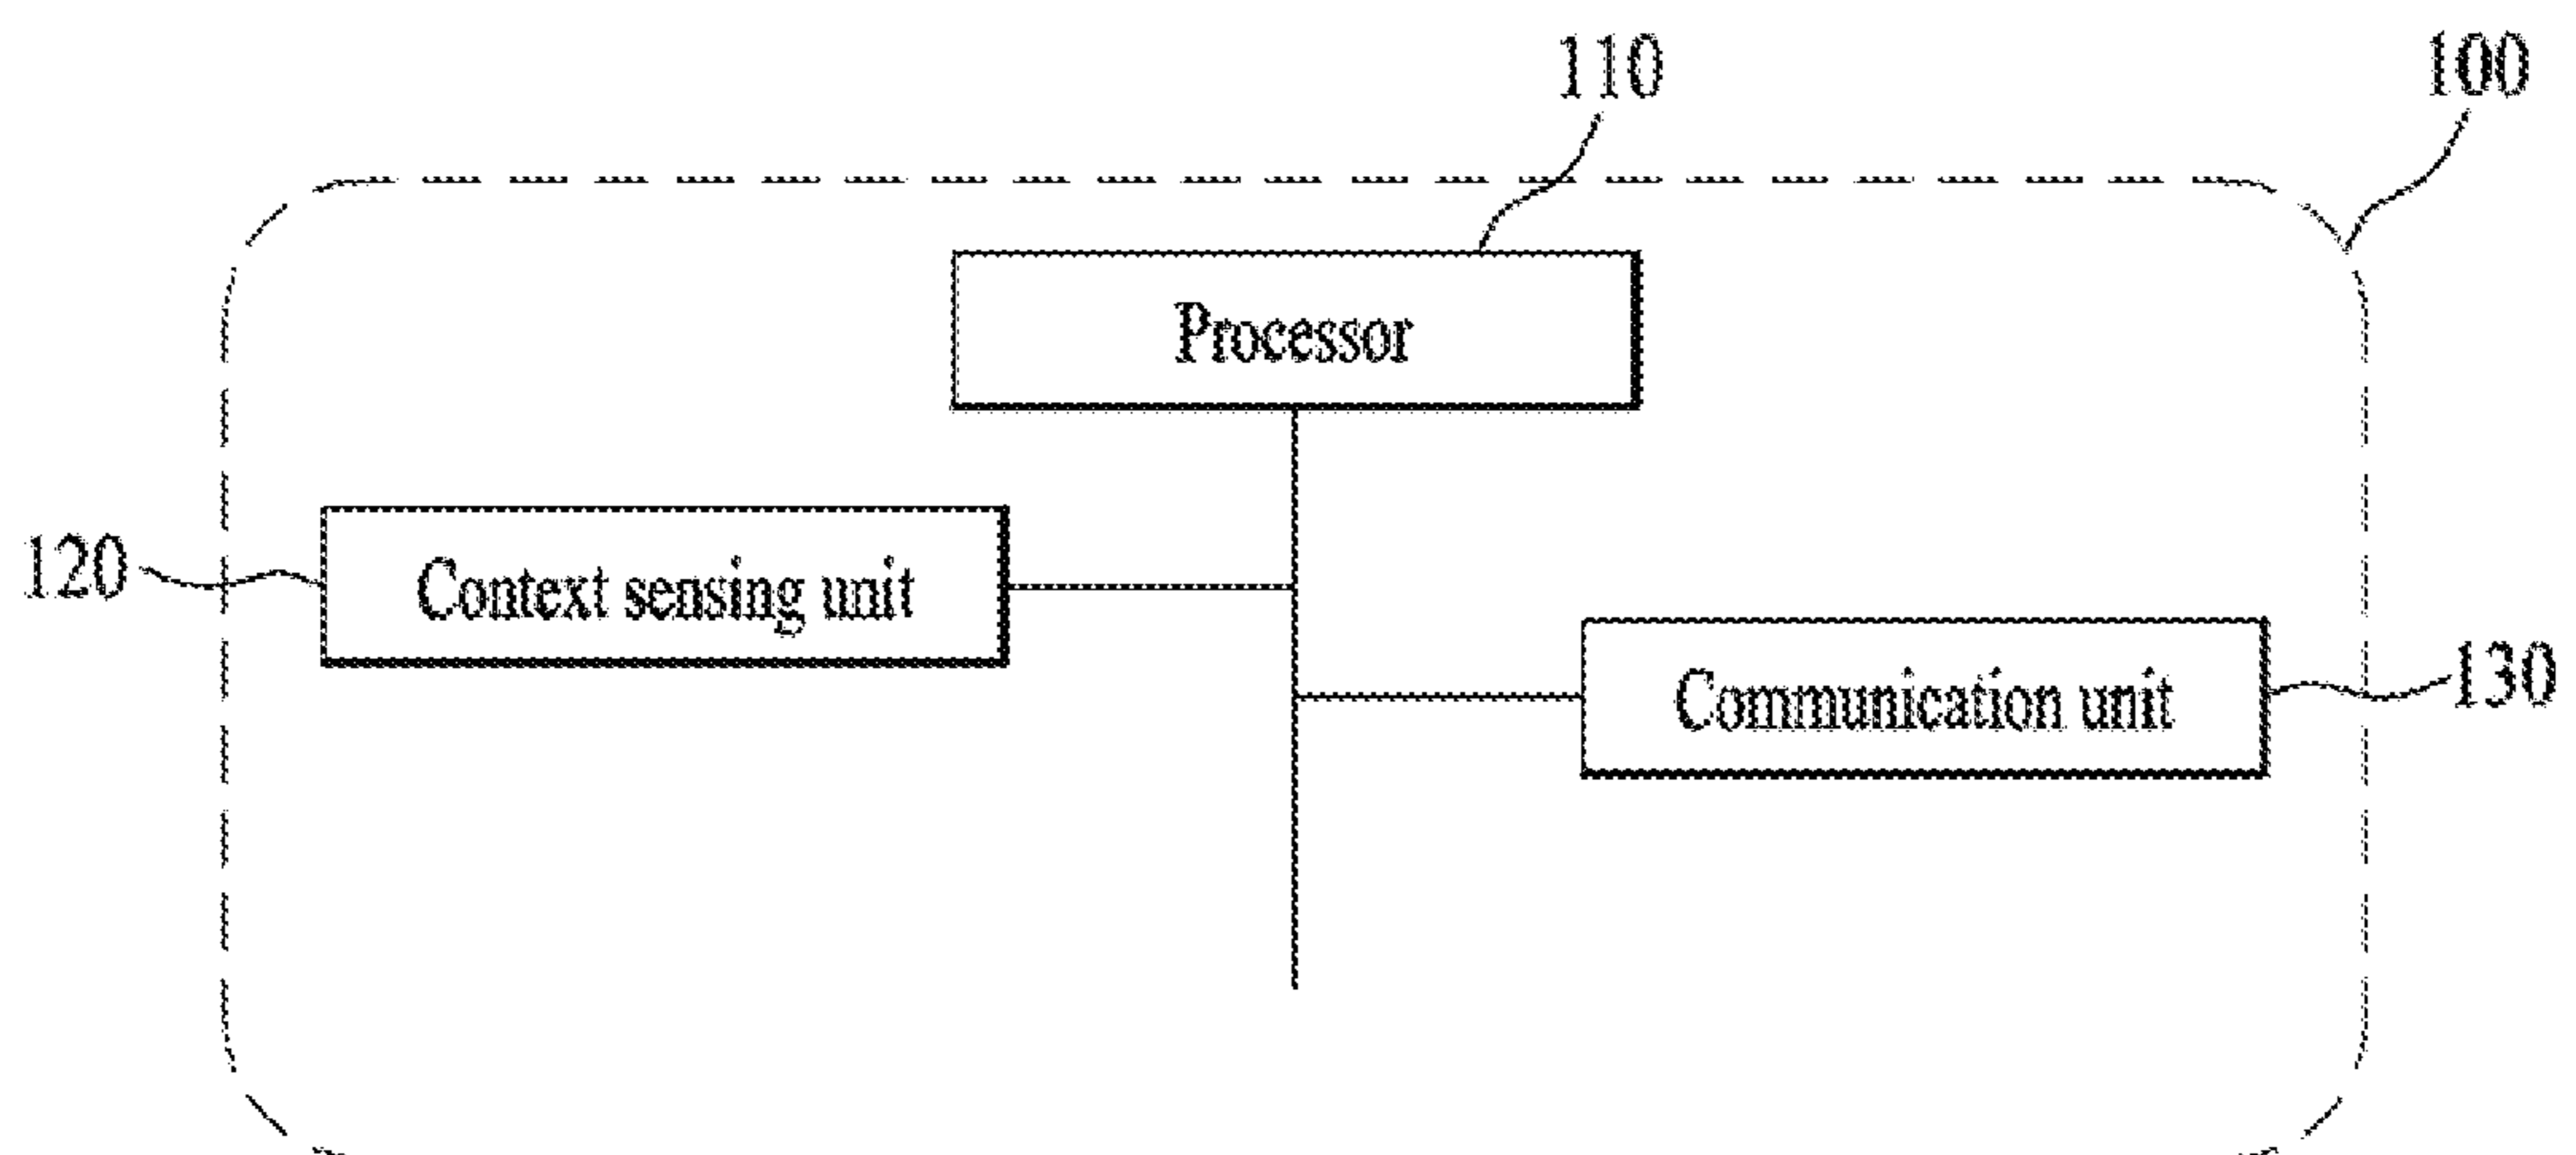 110
100
Processor
120
Context sensing unit
Communication unit
130